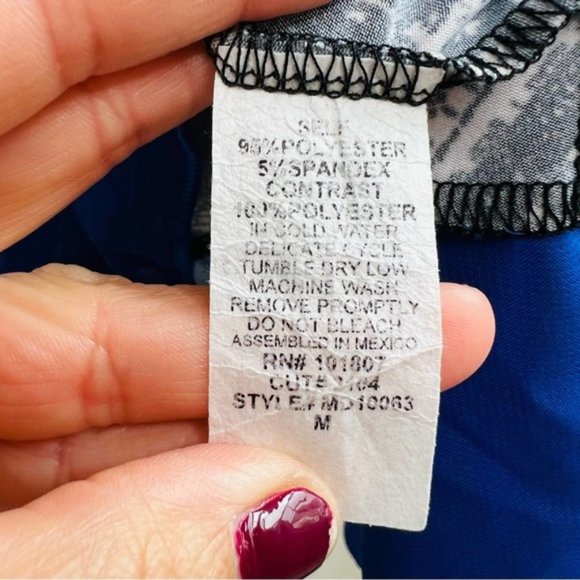 SELF
95%POLYESTER
5%SPANDEX
CONTRAST
100%POLYESTER
IN COLD WATER
DELICATE CYCLE
TUMBLE DRY LOW
MACHINE WASH
REMOVE PROMPTLY
DO NOT BLEACH
ASSEMBLED IN MEXICO
RN# 101807
CUT#
STYLE# MD10063
M